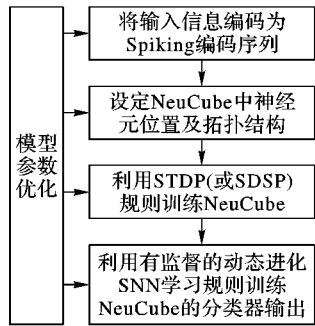 模型
参数
优化
将输入信息编码为
Spiking编码序列
设定NeuCube中神经
元位置及拓扑结构
利用STDP(或SDSP)
规则训练NeuCube
利用有监督的动态进化
SNN学习规则训练
NeuCube的分类器输出